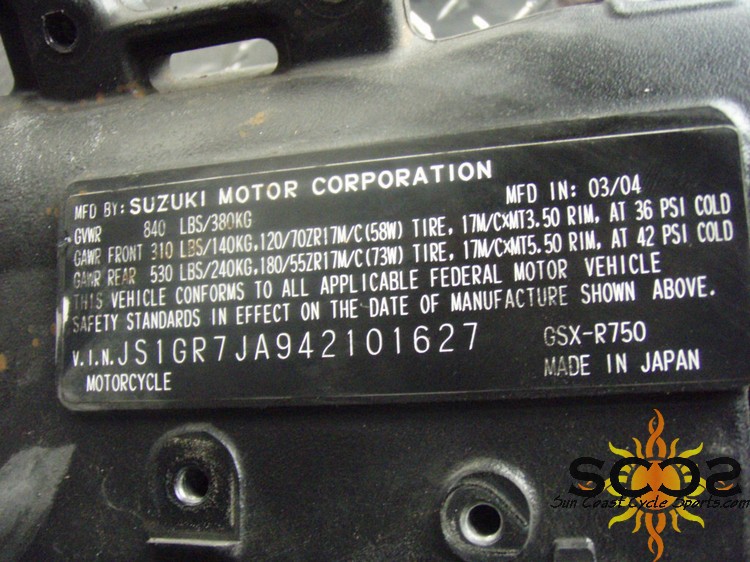 MFD BY: SUZUKI MOTOR CORPORATION
MFD IN: 03/04
GVWR 840 LBS/380KG
GAWR FRONT 310 LBS/140KG,120/70ZR17M/C(58W) TIRE, 17M/CxMT3.50 RIM, AT 36 PSI COLD
GAWR REAR 530 LBS/240KG,180/55ZR17M/C(73W) TIRE, 17M/CxMT5.50 RIM, AT 42 PSI COLD
THIS VEHICLE CONFORMS TO ALL APPLICABLE FEDERAL MOTOR VEHICLE
SAFETY STANDARDS IN EFFECT ON THE DATE OF MANUFACTURE SHOWN ABOVE.
V.I.N. JS1GR7JA942101627
GSX-R750
MOTORCYCLE
MADE IN JAPAN
SCCS
Sun Coast Cycle Sports.com